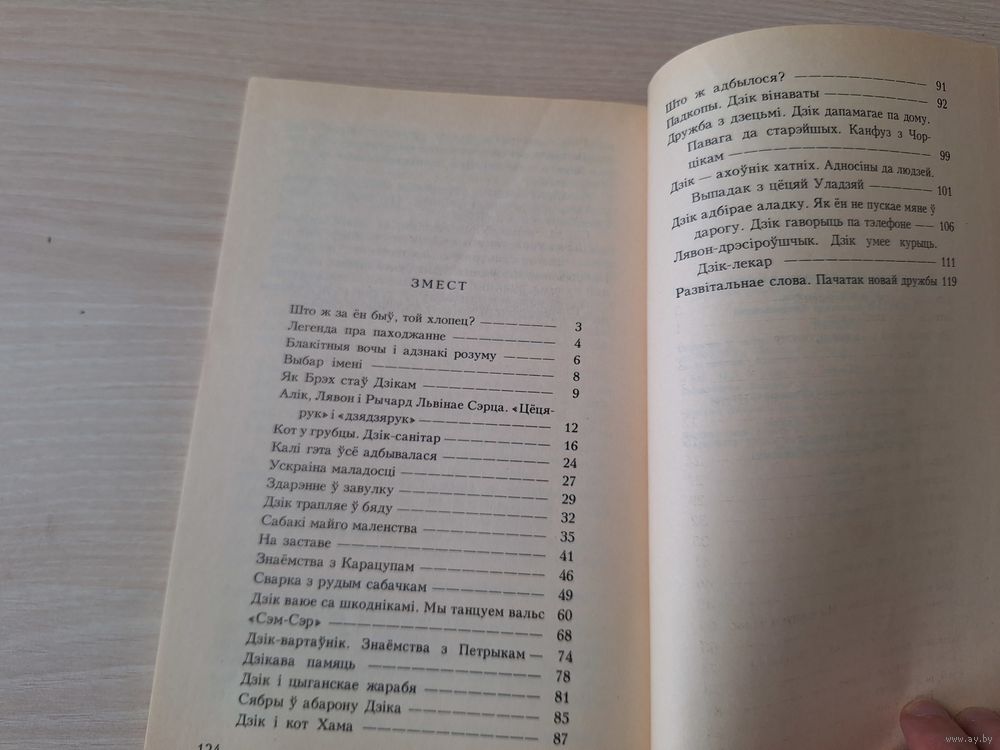 ЗМЕСТ
Што ж за ён быў, той хлопец? — — — — — 3
Легенда пра паходжанне — — — — — — 4
Блакітныя вочы і адзнакі розуму — — — — 6
Выбар імені — — — — — — — — — 8
Як Брэх стаў Дзікам — — — — — — — 9
Алік, Лявон і Рычард Львінае Сэрца. «Цёця-
рук» і «дзядзярук» — — — — — — — 12
Кот у грубцы. Дзік-санітар — — — — — 16
Калі гэта ўсё адбывалася — — — — — — 24
Ускраіна маладосці — — — — — — — 27
Здарэнне ў завулку — — — — — — — 29
Дзік трапляе ў бяду — — — — — — — 32
Сабакі майго маленства — — — — — — 35
На заставе — — — — — — — — — — 41
Знаёмства з Карацупам — — — — — — 46
Сварка з рудым сабачкам — — — — — — 49
Дзік ваюе са шкоднікамі. Мы танцуем вальс 60
«Сэм-Сэр» — — — — — — — — — — 68
Дзік-вартаўнік. Знаёмства з Петрыкам — 74
Дзікава памяць — — — — — — — — 78
Дзік і цыганскае жарабя — — — — — — 81
Сябры ў абарону Дзіка — — — — — — 85
Дзік і кот Хама — — — — — — — — 87
124
Што ж адбылося? — — — — — — — 91
Падкопы. Дзік вінаваты — — — — — — 92
Дружба з дзецьмі. Дзік дапамагае па дому.
Павага да старэйшых. Канфуз з Чор-
цікам — — — — — — — — — — 99
Дзік — ахоўнік хатніх. Адносіны да людзей.
Выпадак з цёцяй Уладзяй — — — — 101
Дзік адбірае аладку. Як ён не пускае мяне ў
дарогу. Дзік гаворыць па тэлефоне — — 106
Лявон-дрэсіроўшчык. Дзік умее курыць.
Дзік-лекар — — — — — — — — 111
Развітальнае слова. Пачатак новай дружбы 119
www.ay.by